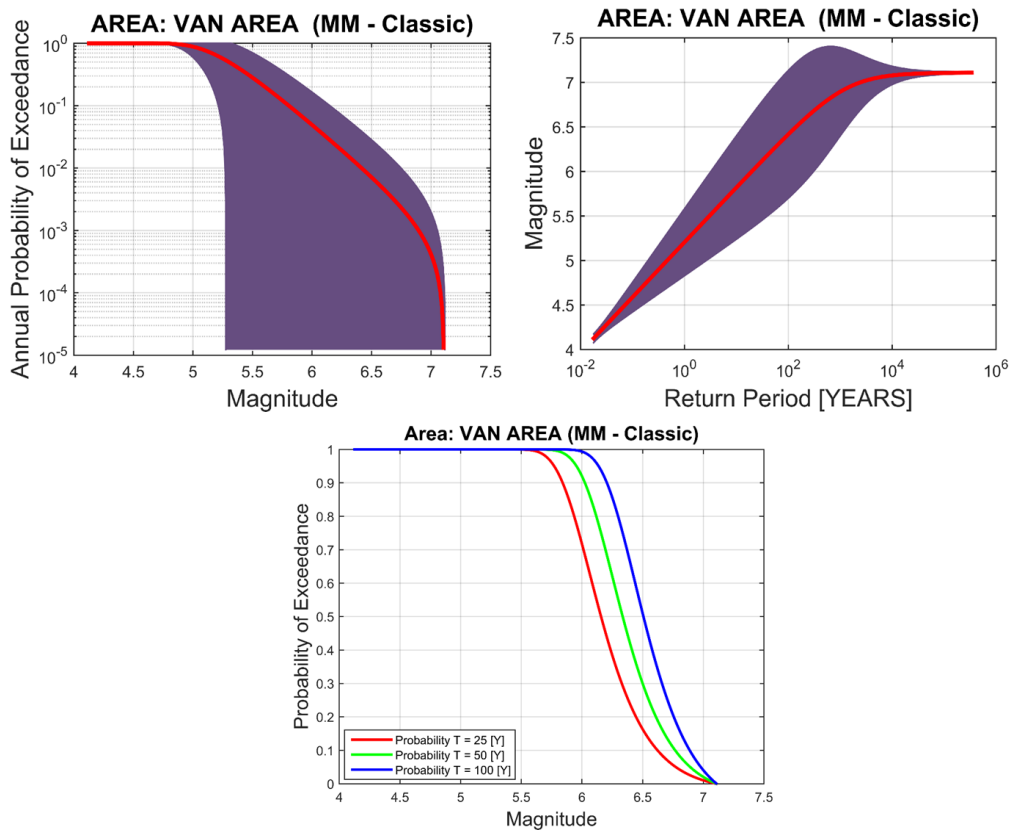 AREA: VAN AREA  (MM - Classic)
Annual Probability of Exceedance
10^0
10^-1
10^-2
10^-3
10^-4
10^-5
4 4.5 5 5.5 6 6.5 7 7.5
Magnitude
AREA: VAN AREA  (MM - Classic)
Magnitude
7.5
7
6.5
6
5.5
5
4.5
4
10^-2 10^0 10^2 10^4 10^6
Return Period [YEARS]
Area: VAN AREA (MM - Classic)
Probability of Exceedance
1
0.9
0.8
0.7
0.6
0.5
0.4
0.3
0.2
0.1
0
Probability T = 25 [Y]
Probability T = 50 [Y]
Probability T = 100 [Y]
4 4.5 5 5.5 6 6.5 7 7.5
Magnitude